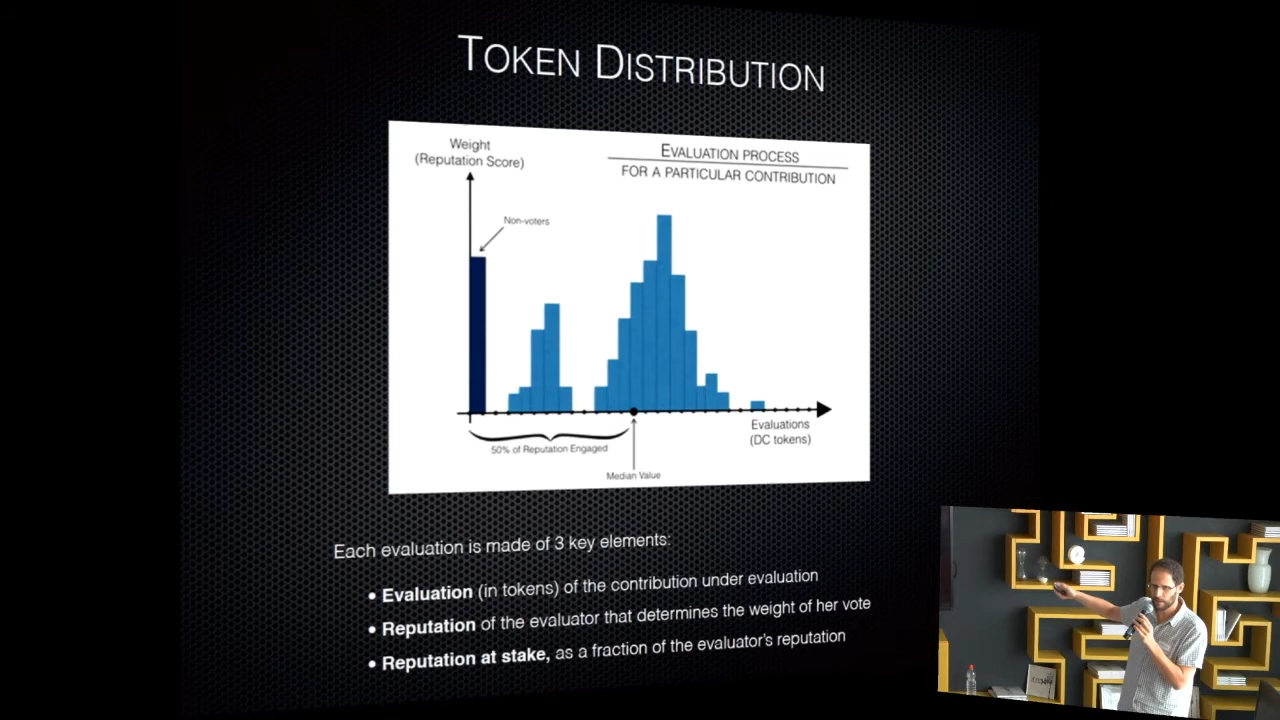 TOKEN DISTRIBUTION
Weight
(Reputation Score)
EVALUATION PROCESS
FOR A PARTICULAR CONTRIBUTION
Non-voters
Evaluations
(DC tokens)
50% of Reputation Engaged
Median Value
Each evaluation is made of 3 key elements:
• Evaluation (in tokens) of the contribution under evaluation
• Reputation of the evaluator that determines the weight of her vote
• Reputation at stake, as a fraction of the evaluator's reputation